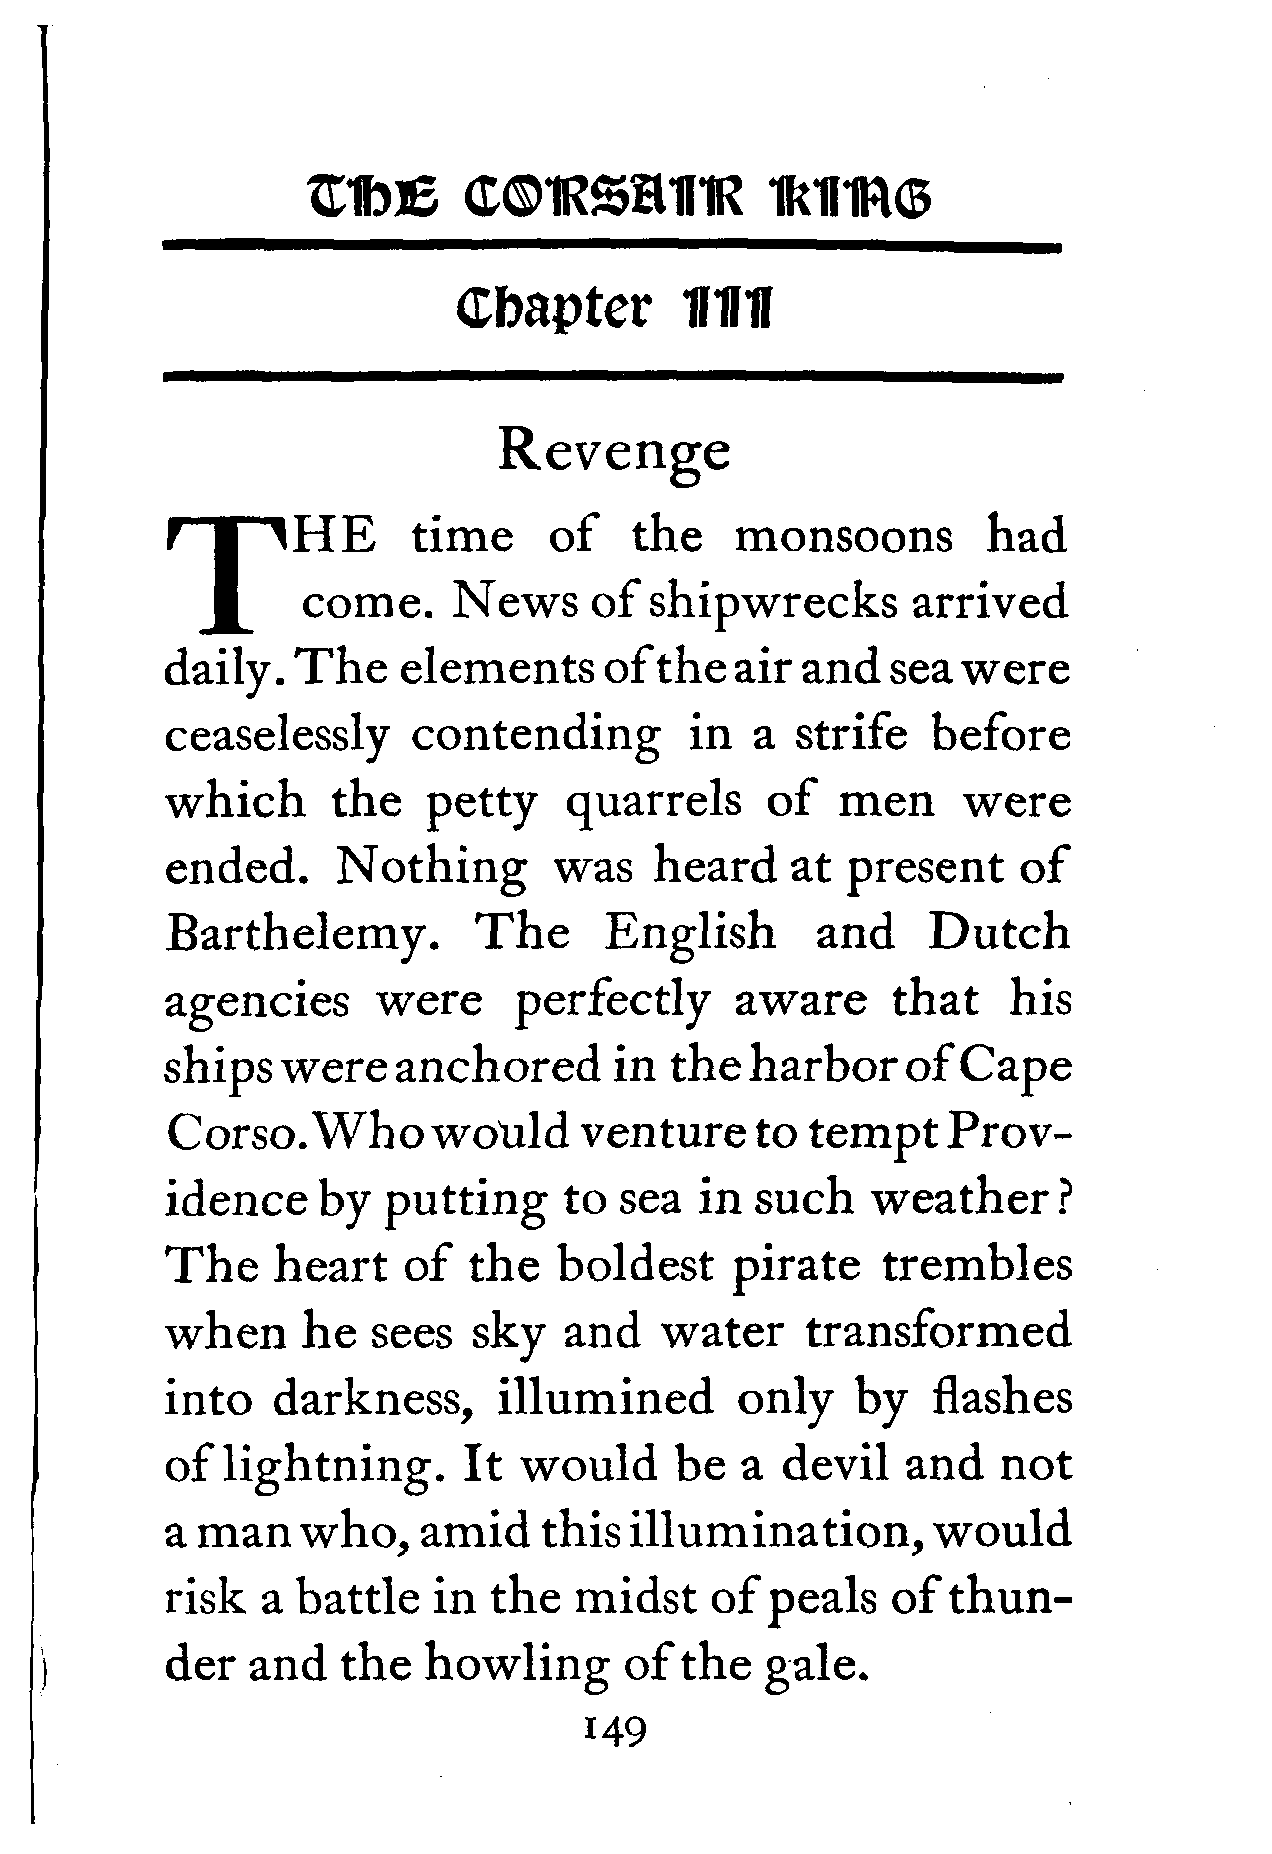 THE CORSAIR KING
Chapter III
Revenge
THE time of the monsoons had
come. News of shipwrecks arrived
daily. The elements of the air and sea were
ceaselessly contending in a strife before
which the petty quarrels of men were
ended. Nothing was heard at present of
Barthelemy. The English and Dutch
agencies were perfectly aware that his
ships were anchored in the harbor of Cape
Corso. Who would venture to tempt Prov-
idence by putting to sea in such weather?
The heart of the boldest pirate trembles
when he sees sky and water transformed
into darkness, illumined only by flashes
of lightning. It would be a devil and not
a man who, amid this illumination, would
risk a battle in the midst of peals of thun-
der and the howling of the gale.
149